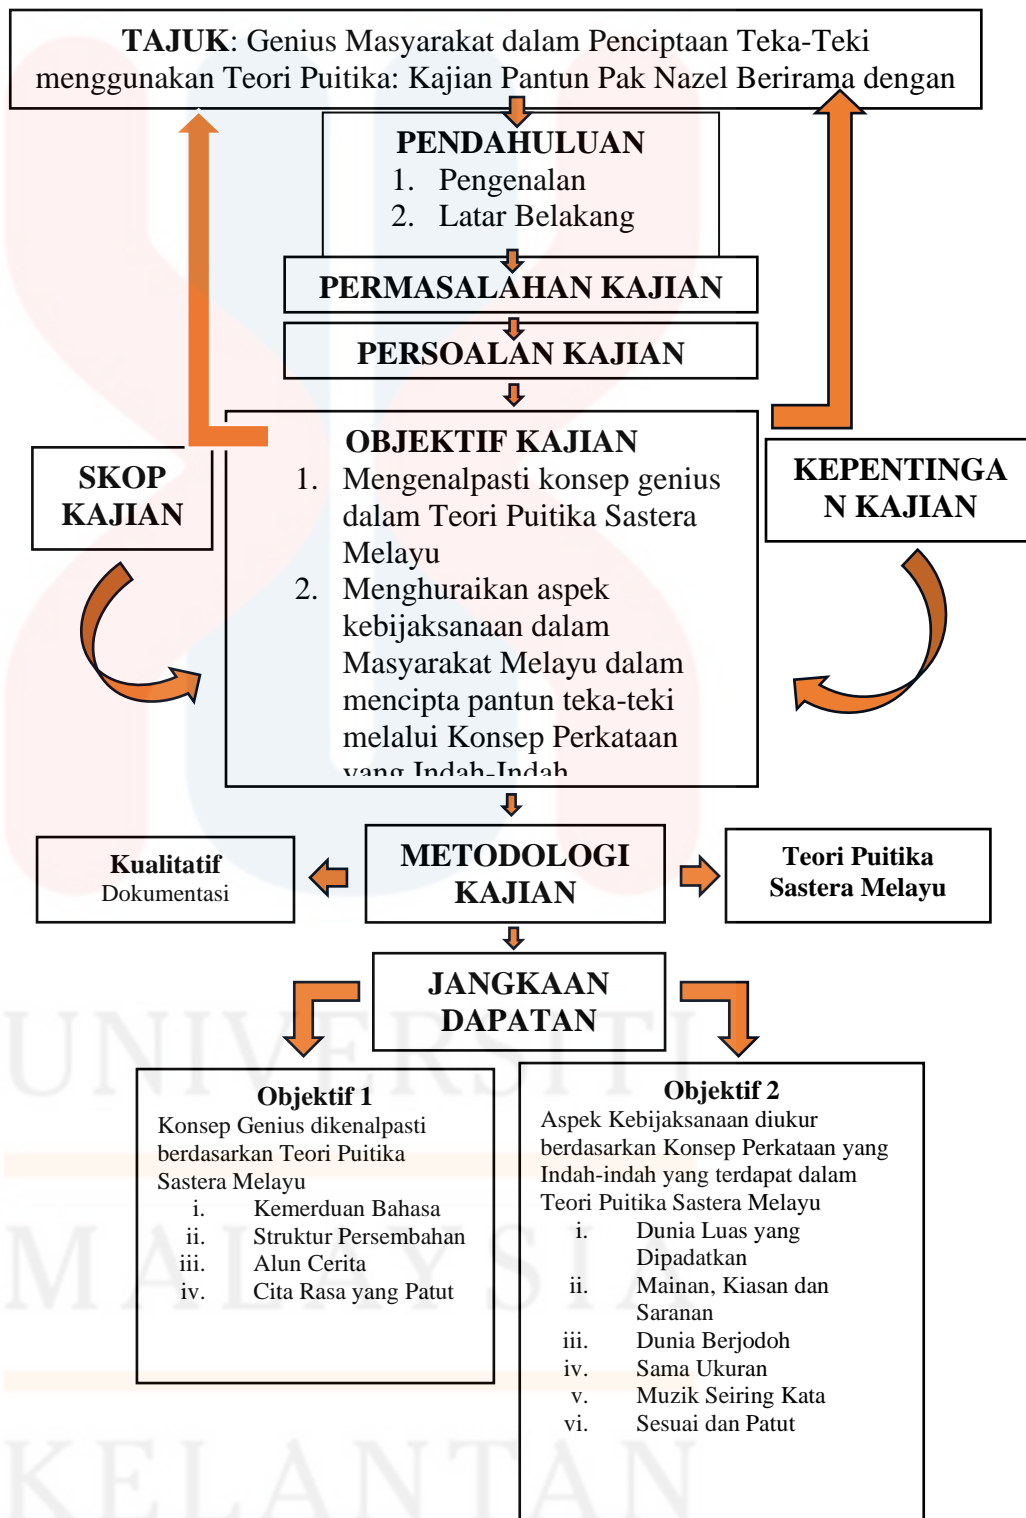 TAJUK: Genius Masyarakat dalam Penciptaan Teka-Teki
menggunakan Teori Puitika: Kajian Pantun Pak Nazel Berirama dengan
PENDAHULUAN
1. Pengenalan
2. Latar Belakang
PERMASALAHAN KAJIAN
PERSOALAN KAJIAN
SKOP
KAJIAN
OBJEKTIF KAJIAN
1. Mengenalpasti konsep genius
dalam Teori Puitika Sastera
Melayu
2. Menghuraikan aspek
kebijaksanaan dalam
Masyarakat Melayu dalam
mencipta pantun teka-teki
melalui Konsep Perkataan
yang Indah-Indah
KEPENTINGA
N KAJIAN
Kualitatif
Dokumentasi
METODOLOGI
KAJIAN
Teori Puitika
Sastera Melayu
JANGKAAN
DAPATAN
Objektif 1
Konsep Genius dikenalpasti
berdasarkan Teori Puitika
Sastera Melayu
i. Kemerduan Bahasa
ii. Struktur Persembahan
iii. Alun Cerita
iv. Cita Rasa yang Patut
Objektif 2
Aspek Kebijaksanaan diukur
berdasarkan Konsep Perkataan yang
Indah-indah yang terdapat dalam
Teori Puitika Sastera Melayu
i. Dunia Luas yang
Dipadatkan
ii. Mainan, Kiasan dan
Saranan
iii. Dunia Berjodoh
iv. Sama Ukuran
v. Muzik Seiring Kata
vi. Sesuai dan Patut
UNIVERSITI
MALAYSIA
KELANTAN